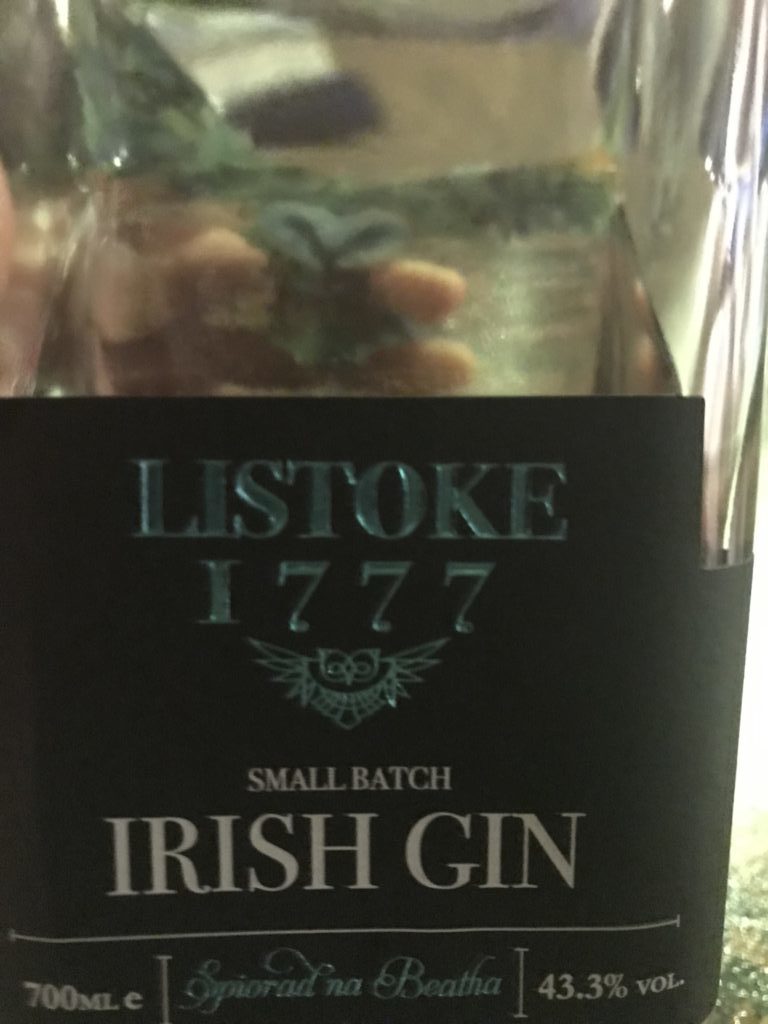 LISTOKE
1777
SMALL BATCH
IRISH GIN
700ML e Spiorad na Beatha 43.3% VOL.